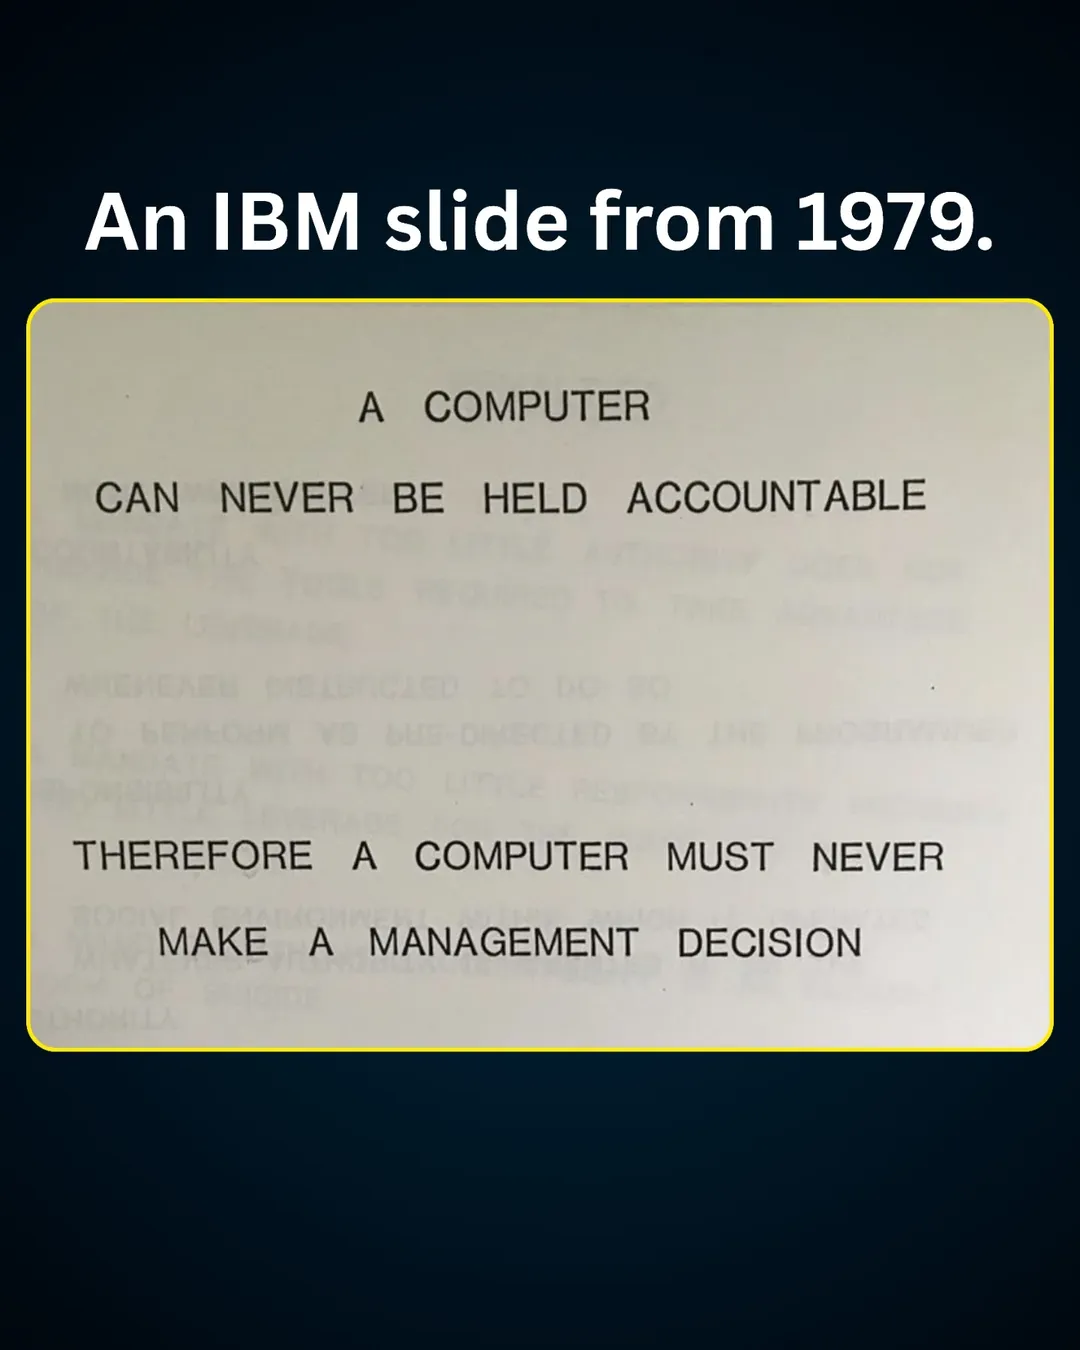 An IBM slide from 1979.
A COMPUTER
CAN NEVER BE HELD ACCOUNTABLE
THEREFORE A COMPUTER MUST NEVER
MAKE A MANAGEMENT DECISION